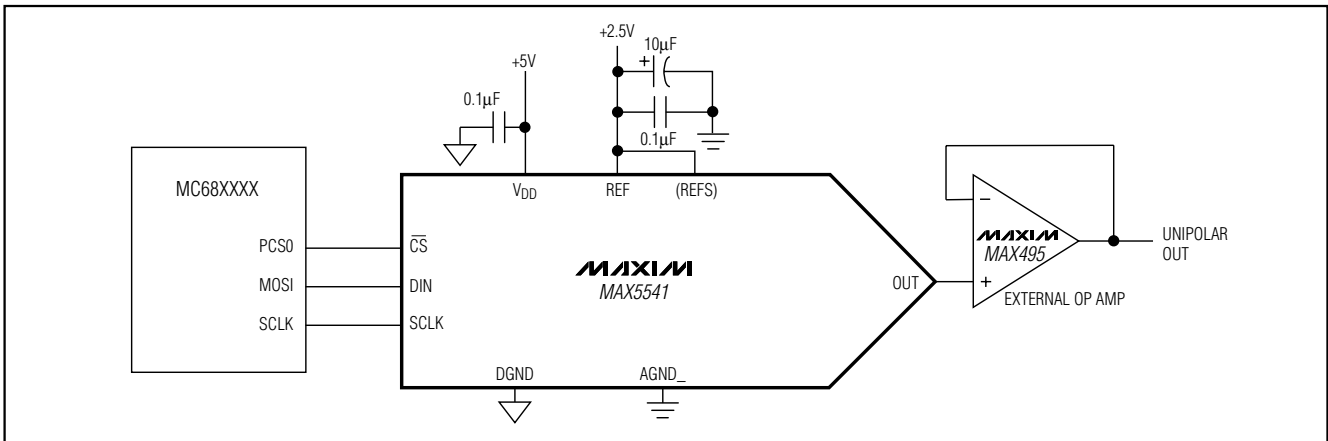 +2.5V
10µF
+
+5V
0.1µF
0.1µF
MC68XXXX
VDD
REF
(REFS)
PCS0
CS
MOSI
DIN
SCLK
SCLK
MAXIM
MAX5541
OUT
DGND
AGND_
−
MAXIM
MAX495
+
UNIPOLAR
OUT
EXTERNAL OP AMP